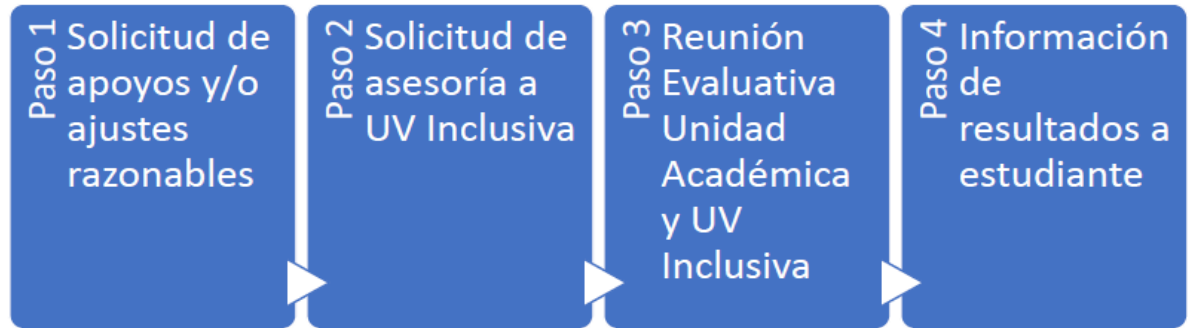 Paso 1
Solicitud de
apoyos y/o
ajustes
razonables
Paso 2
Solicitud de
asesoría a
UV Inclusiva
Paso 3
Reunión
Evaluativa
Unidad
Académica
y UV
Inclusiva
Paso 4
Información
de
resultados a
estudiante